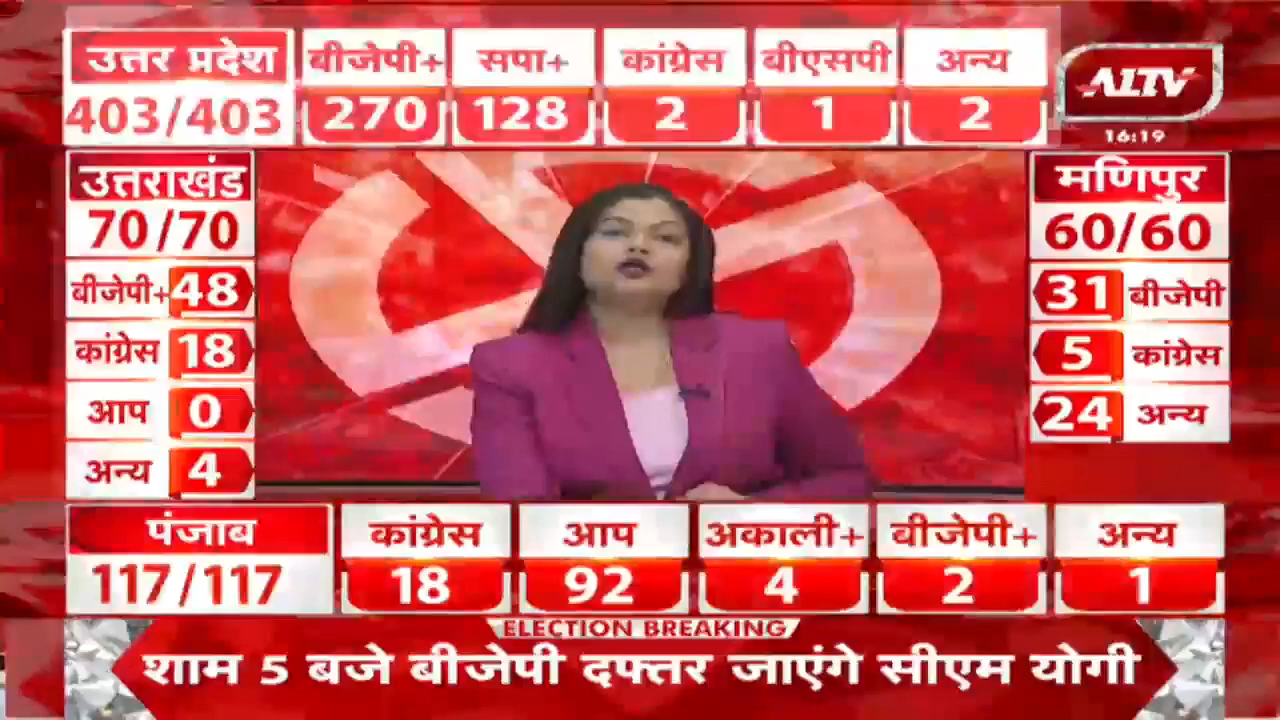 उत्तर प्रदेश
403/403
बीजेपी+
270
सपा+
128
कांग्रेस
2
बीएसपी
1
अन्य
2
ALTV
16:19
उत्तराखंड
70/70
बीजेपी+ 48
कांग्रेस 18
आप 0
अन्य 4
मणिपुर
60/60
31 बीजेपी
5 कांग्रेस
24 अन्य
पंजाब
117/117
कांग्रेस
18
आप
92
अकाली+
4
बीजेपी+
2
अन्य
1
ELECTION BREAKING
शाम 5 बजे बीजेपी दफ्तर जाएंगे सीएम योगी